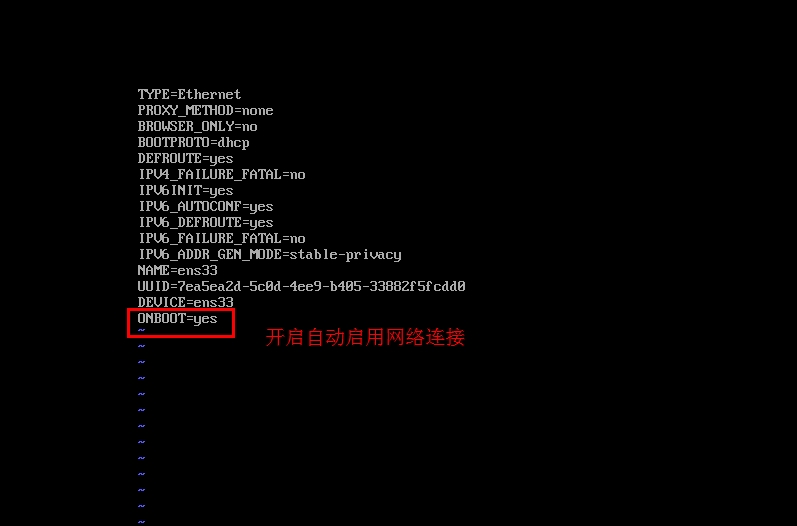 TYPE=Ethernet
PROXY_METHOD=none
BROWSER_ONLY=no
BOOTPROTO=dhcp
DEFROUTE=yes
IPV4_FAILURE_FATAL=no
IPV6INIT=yes
IPV6_AUTOCONF=yes
IPV6_DEFROUTE=yes
IPV6_FAILURE_FATAL=no
IPV6_ADDR_GEN_MODE=stable-privacy
NAME=ens33
UUID=7ea5ea2d-5c0d-4ee9-b405-33882f5fcdd0
DEVICE=ens33
ONBOOT=yes
~
开启自动启用网络连接
~
~
~
~
~
~
~
~
~
~
~
~